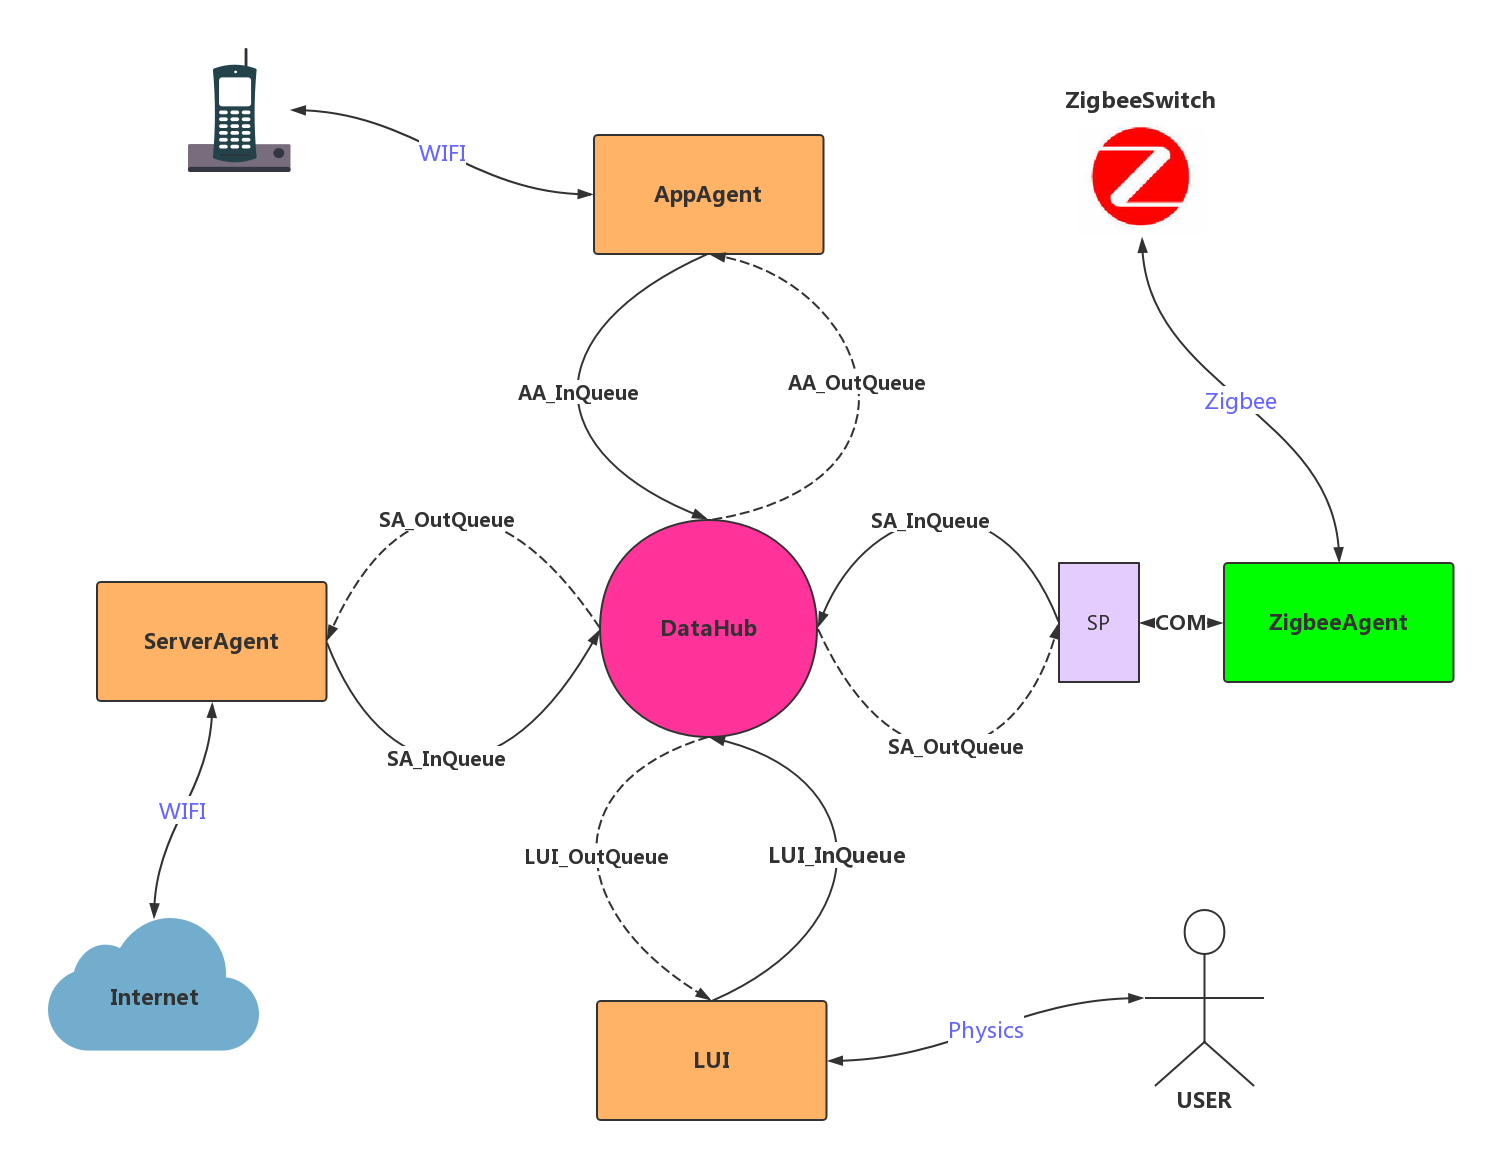 ZigbeeSwitch
WIFI
AppAgent
AA_InQueue
AA_OutQueue
Zigbee
SA_OutQueue
SA_InQueue
ServerAgent
DataHub
SP
COM
ZigbeeAgent
SA_InQueue
SA_OutQueue
WIFI
LUI_OutQueue
LUI_InQueue
Internet
Physics
LUI
USER